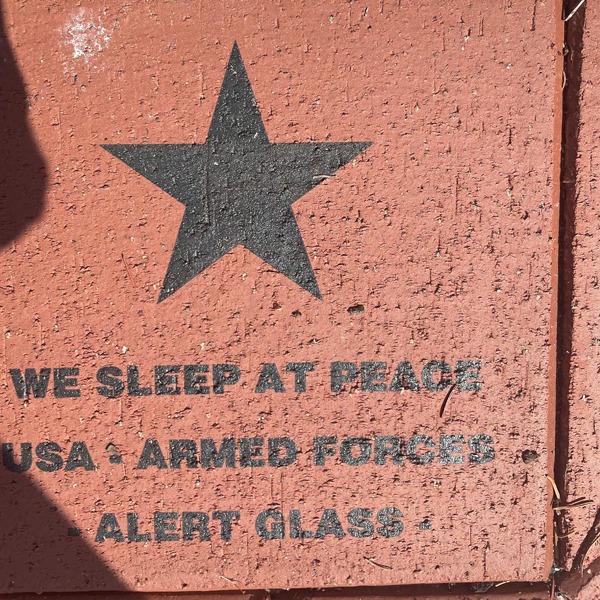 WE SLEEP AT PEACE
USA - ARMED FORCES
- ALERT GLASS -